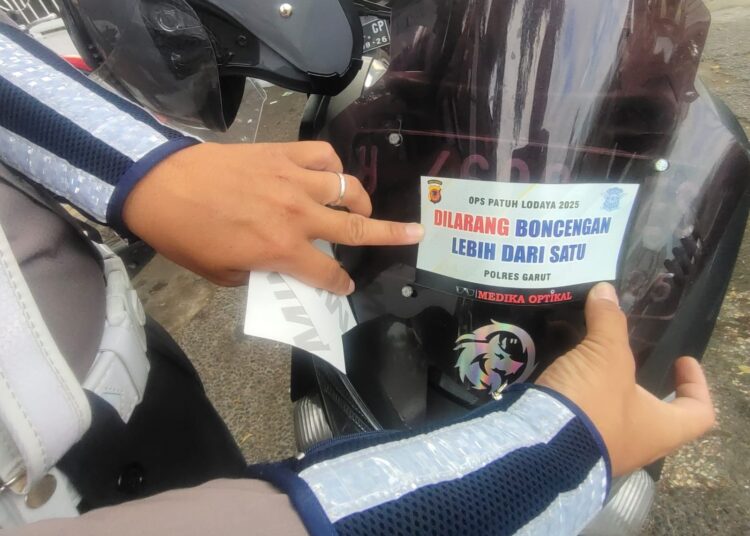 OPS PATUH LODAYA 2025
DILARANG BONCENGAN
LEBIH DARI SATU
POLRES GARUT
MEDIKA OPTIKAL